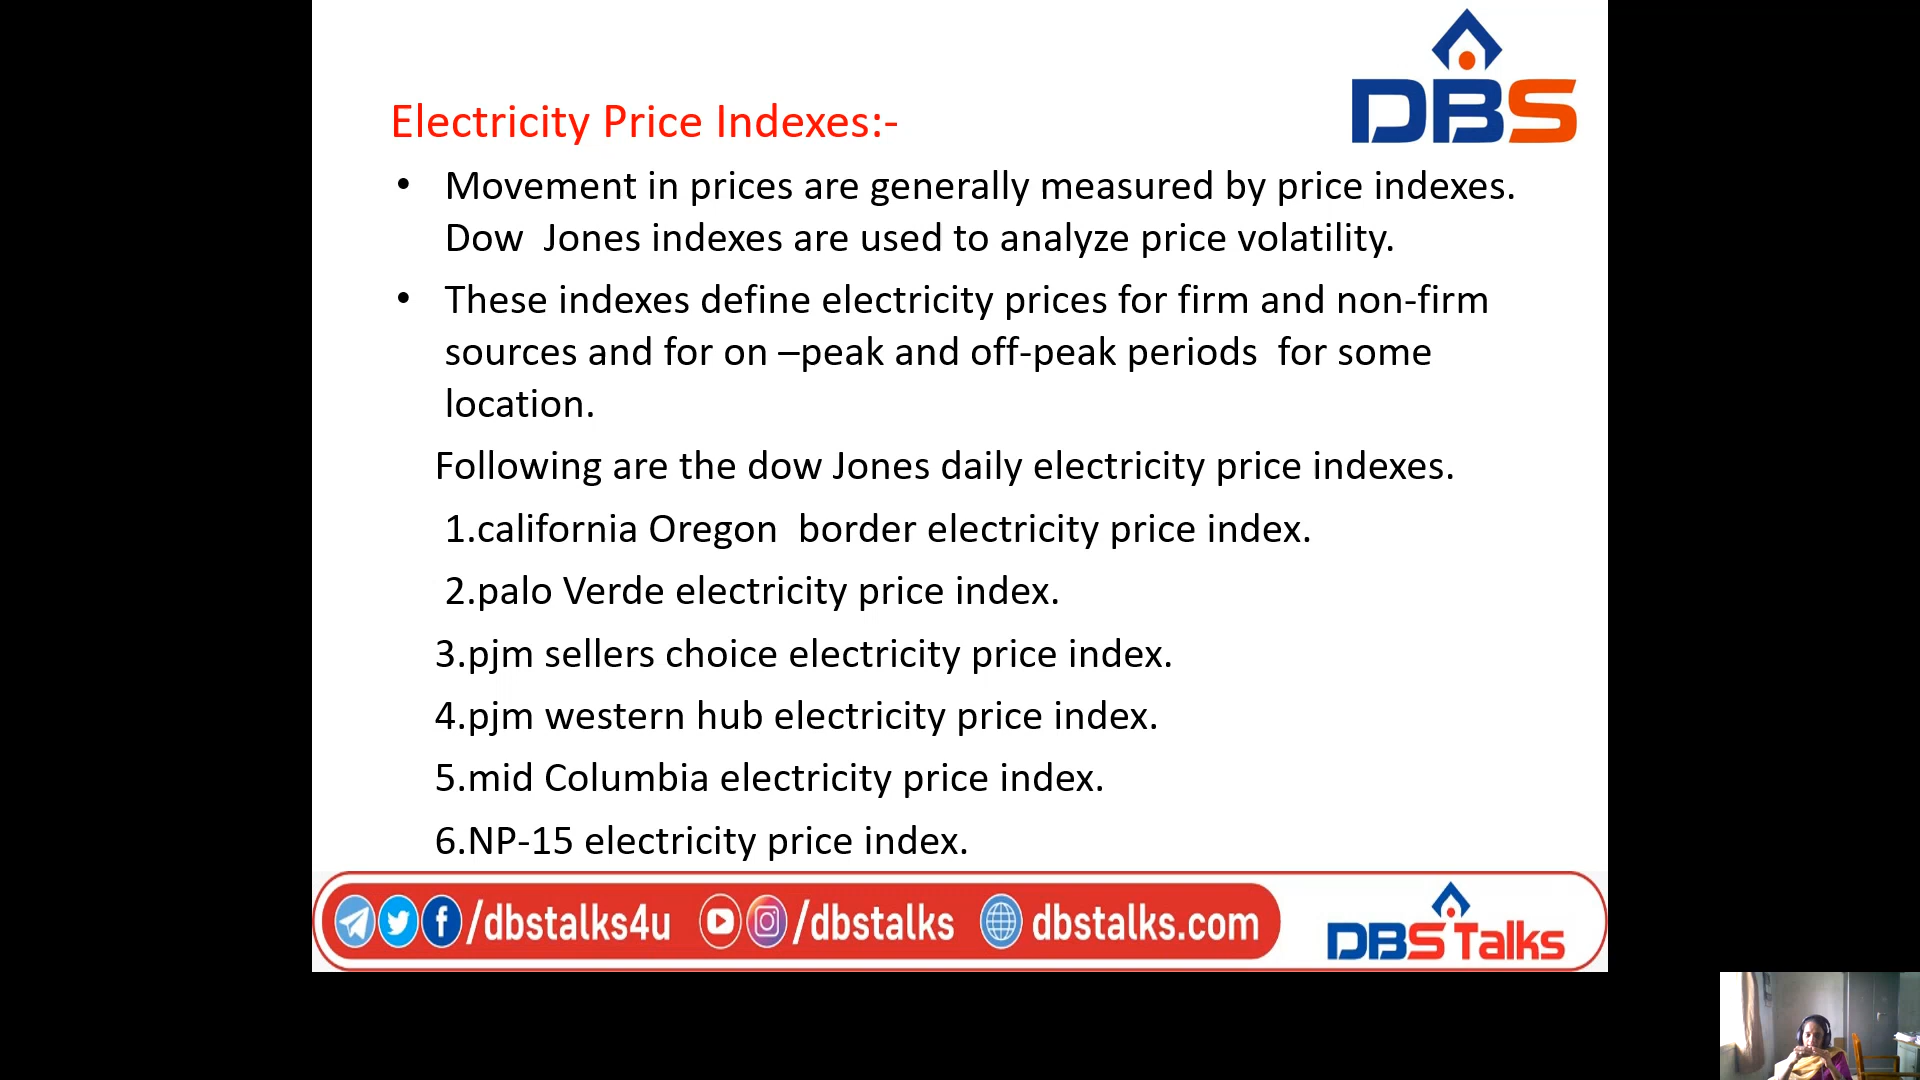 DBS
Electricity Price Indexes:-
• Movement in prices are generally measured by price indexes.
Dow  Jones indexes are used to analyze price volatility.
• These indexes define electricity prices for firm and non-firm
sources and for on –peak and off-peak periods  for some
location.
Following are the dow Jones daily electricity price indexes.
1.california Oregon  border electricity price index.
2.palo Verde electricity price index.
3.pjm sellers choice electricity price index.
4.pjm western hub electricity price index.
5.mid Columbia electricity price index.
6.NP-15 electricity price index.
/dbstalks4u /dbstalks dbstalks.com DBS Talks